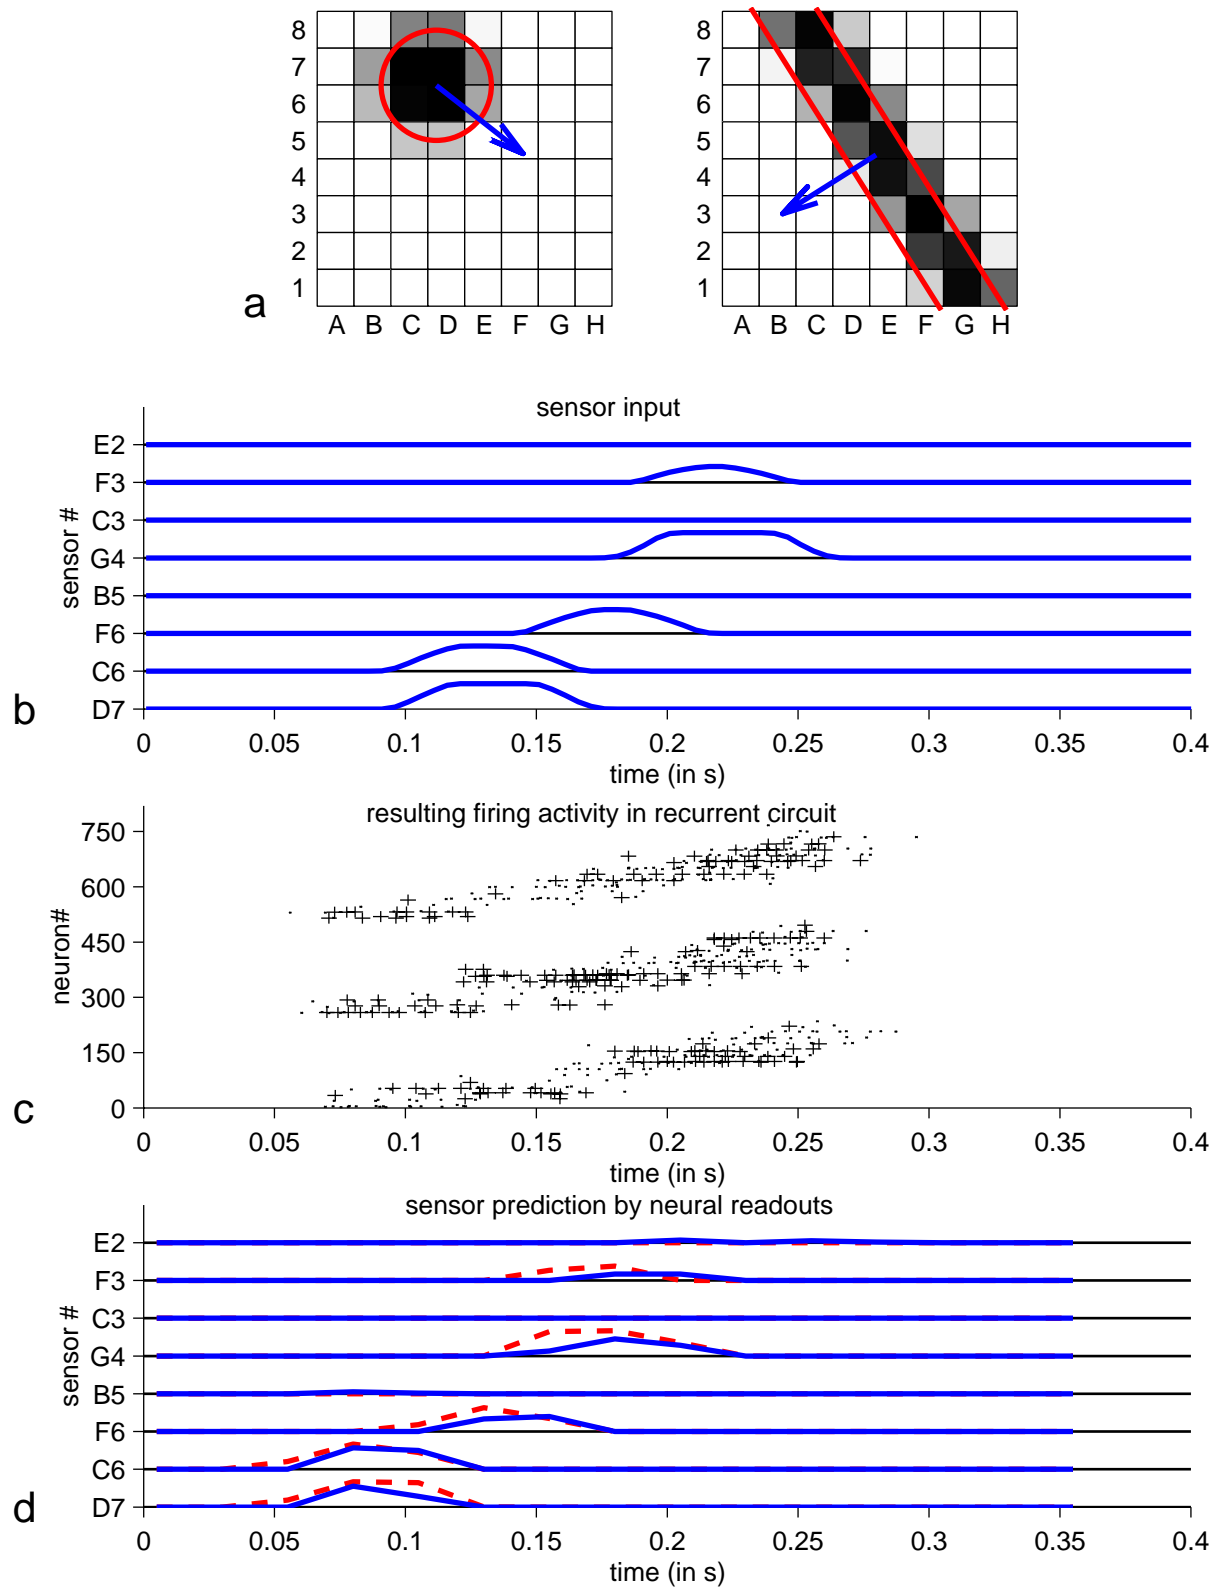 8 8
7 7
6 6
5 5
4 4
3 3
2 2
1 1
a
A B C D E F G H A B C D E F G H
sensor input
E2
F3
C3
G4
B5
F6
C6
D7
sensor #
b
0 0.05 0.1 0.15 0.2 0.25 0.3 0.35 0.4
time (in s)
resulting firing activity in recurrent circuit
750
600
450
300
150
0
neuron#
c
0 0.05 0.1 0.15 0.2 0.25 0.3 0.35 0.4
time (in s)
sensor prediction by neural readouts
E2
F3
C3
G4
B5
F6
C6
D7
sensor #
d
0 0.05 0.1 0.15 0.2 0.25 0.3 0.35 0.4
time (in s)